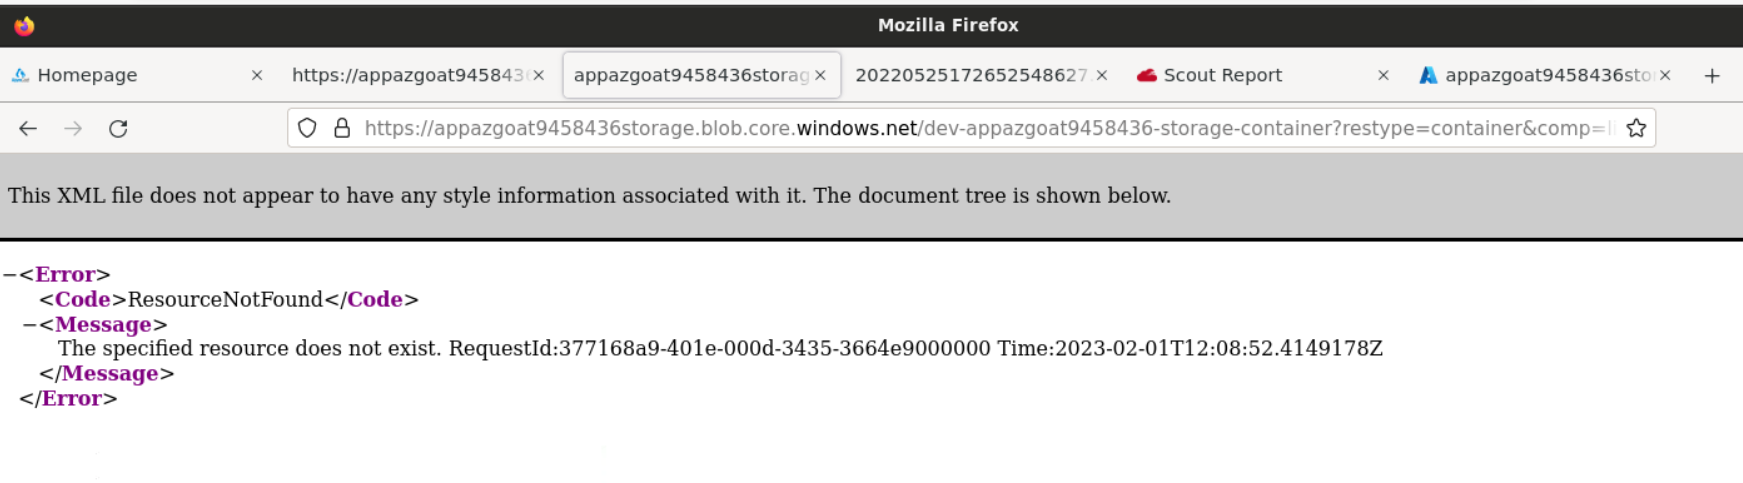 Mozilla Firefox
Homepage
https://appazgoat945843
appazgoat9458436storag
20220525172652548627.
Scout Report
appazgoat9458436sto
https://appazgoat9458436storage.blob.core.windows.net/dev-appazgoat9458436-storage-container?restype=container&comp=l
This XML file does not appear to have any style information associated with it. The document tree is shown below.
−<Error>
<Code>ResourceNotFound</Code>
−<Message>
The specified resource does not exist. RequestId:377168a9-401e-000d-3435-3664e9000000 Time:2023-02-01T12:08:52.4149178Z
</Message>
</Error>